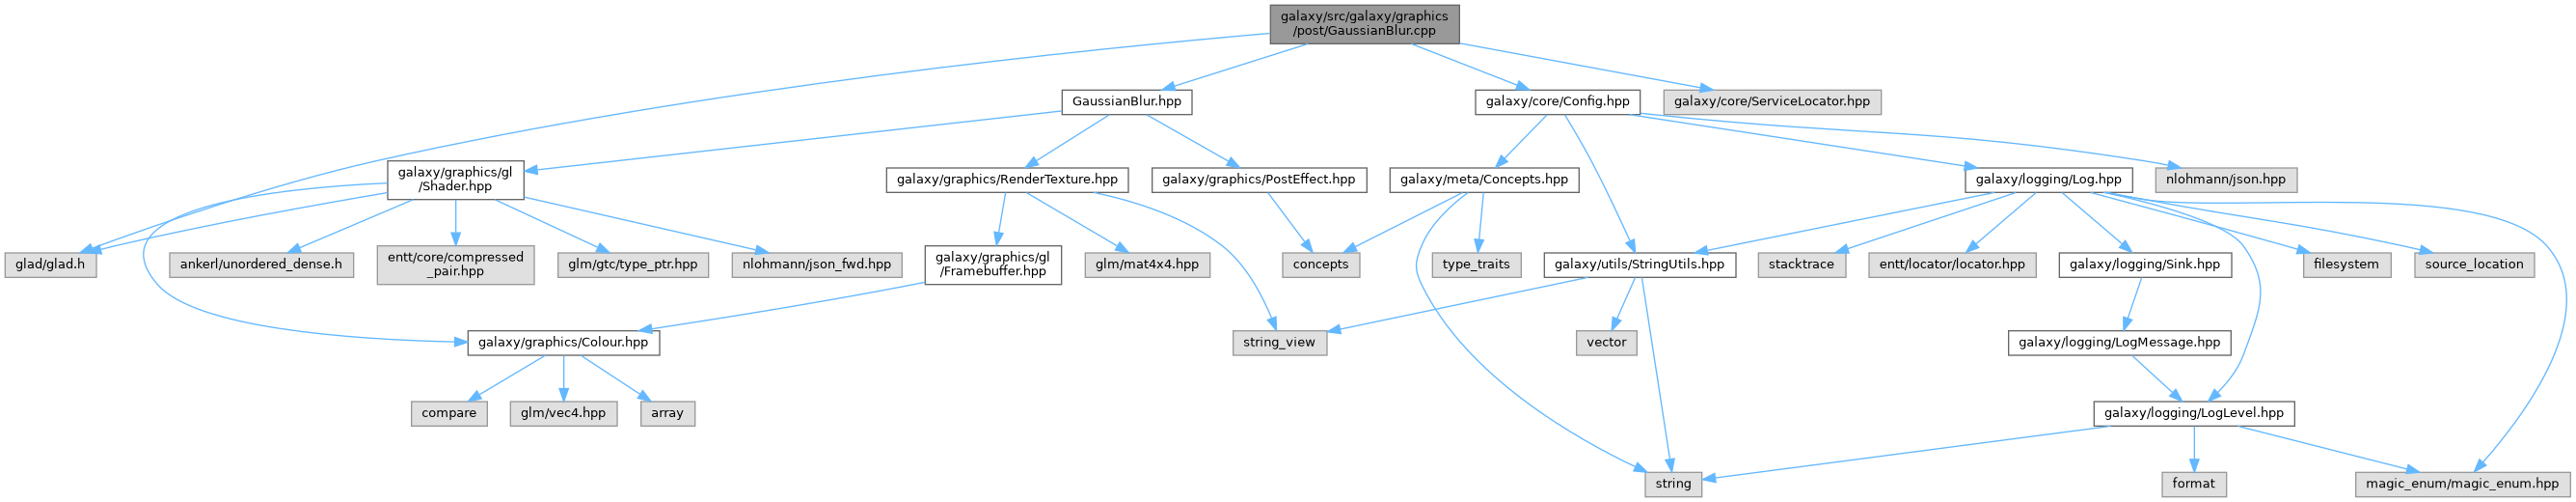 galaxy/src/galaxy/graphics
/post/GaussianBlur.cpp
GaussianBlur.hpp
galaxy/core/Config.hpp
galaxy/core/ServiceLocator.hpp
galaxy/graphics/gl
/Shader.hpp
galaxy/graphics/RenderTexture.hpp
galaxy/graphics/PostEffect.hpp
galaxy/meta/Concepts.hpp
galaxy/logging/Log.hpp
nlohmann/json.hpp
glad/glad.h
ankerl/unordered_dense.h
entt/core/compressed
_pair.hpp
glm/gtc/type_ptr.hpp
nlohmann/json_fwd.hpp
galaxy/graphics/gl
/Framebuffer.hpp
glm/mat4x4.hpp
concepts
type_traits
galaxy/utils/StringUtils.hpp
stacktrace
entt/locator/locator.hpp
galaxy/logging/Sink.hpp
filesystem
source_location
galaxy/graphics/Colour.hpp
string_view
vector
galaxy/logging/LogMessage.hpp
compare
glm/vec4.hpp
array
galaxy/logging/LogLevel.hpp
string
format
magic_enum/magic_enum.hpp